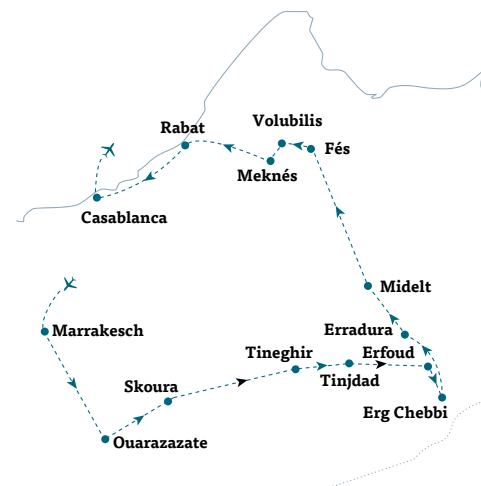 Volubilis
Rabat
Fés
Meknés
Casablanca
Midelt
Marrakesch
Erradura
Tineghir
Erfoud
Tinjdad
Skoura
Erg Chebbi
Ouarazazate